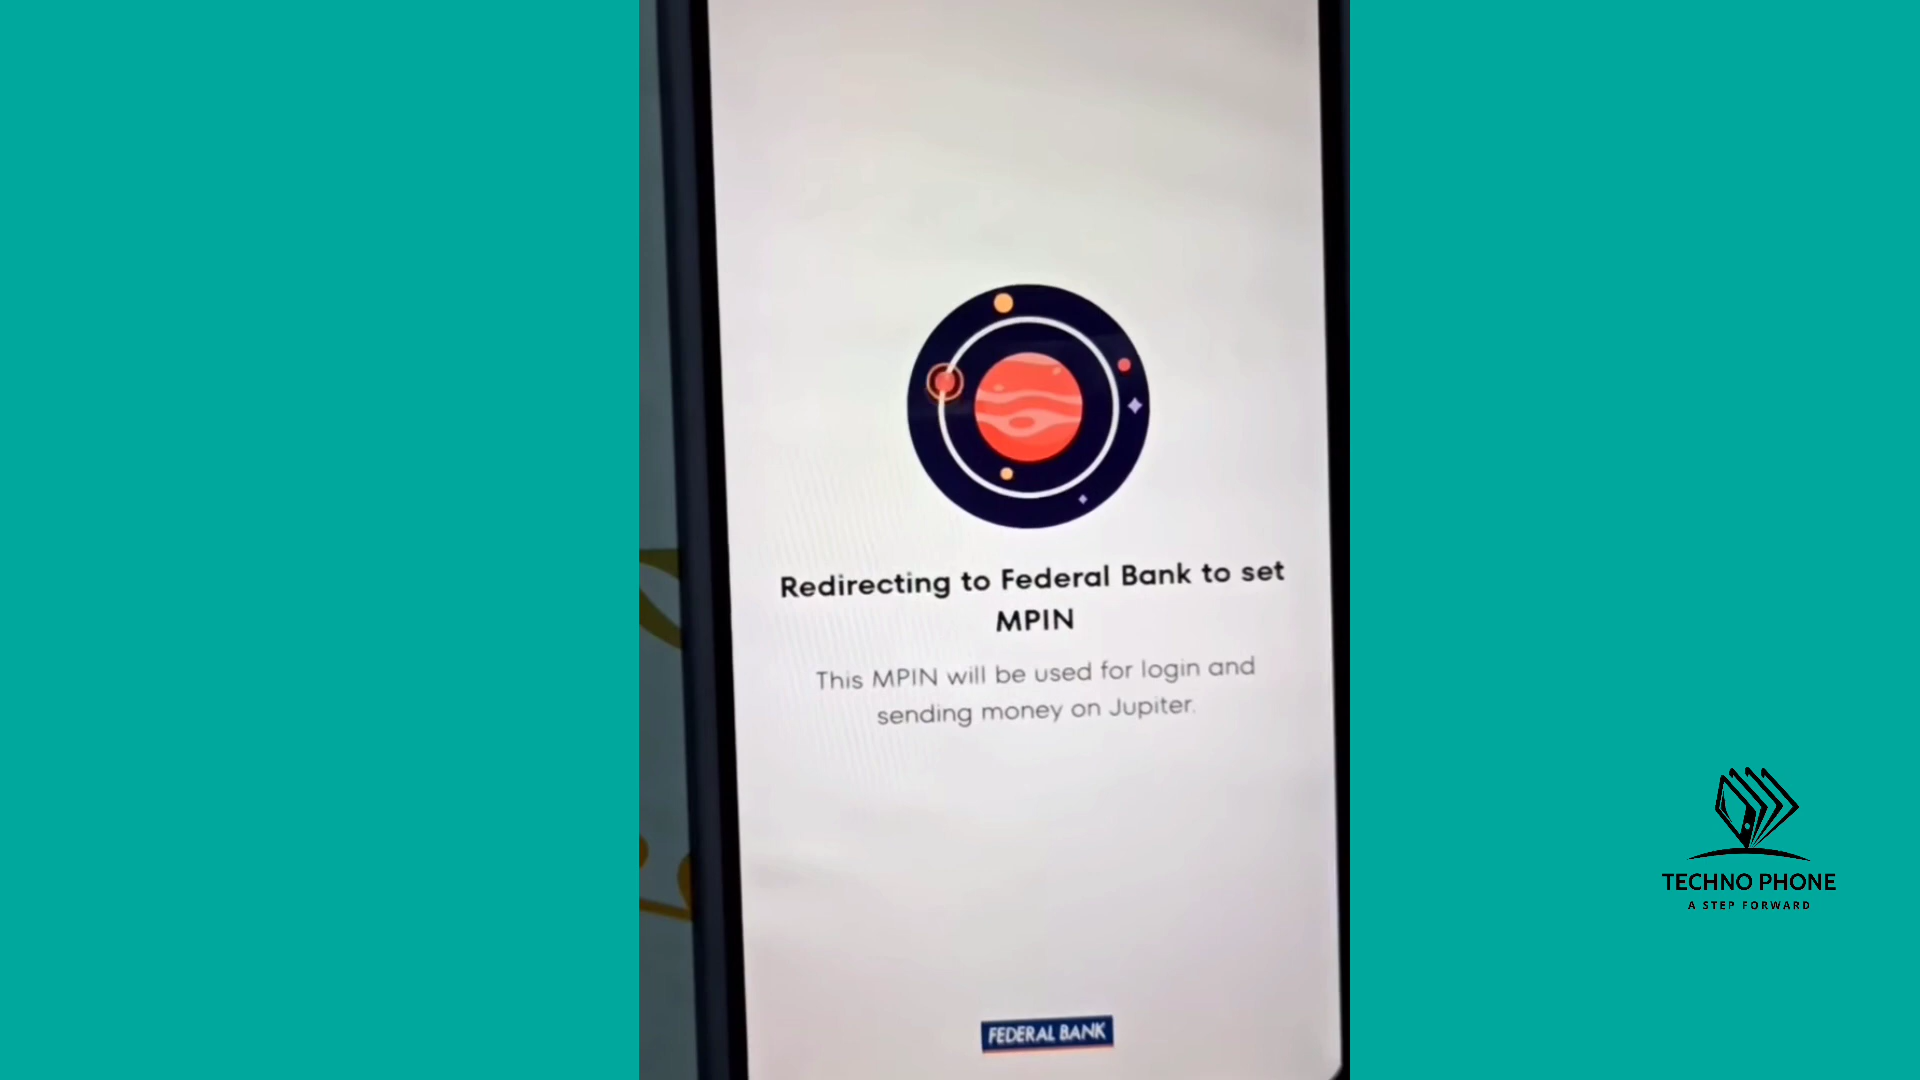 Redirecting to Federal Bank to set
MPIN
This MPIN will be used for login and
sending money on Jupiter.
FEDERAL BANK
TECHNO PHONE
A STEP FORWARD